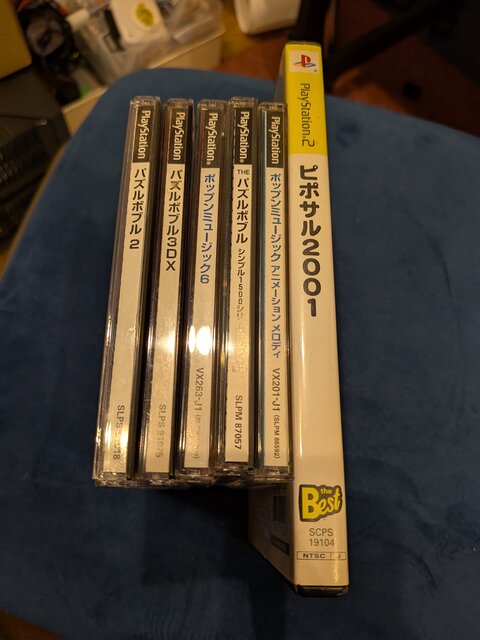 PlayStation
パズルボブル 2
PlayStation
パズルボブル3DX
PlayStation
ポップンミュージック6
VX263-J1
PlayStation
THE パズルボブル
SLPM 87057
PlayStation
ポップンミュージック アニメーション メロディ
VX201-J1 (SLPM 86592)
PlayStation 2
ピポサル2001
the Best
SCPS
19104
NTSC J